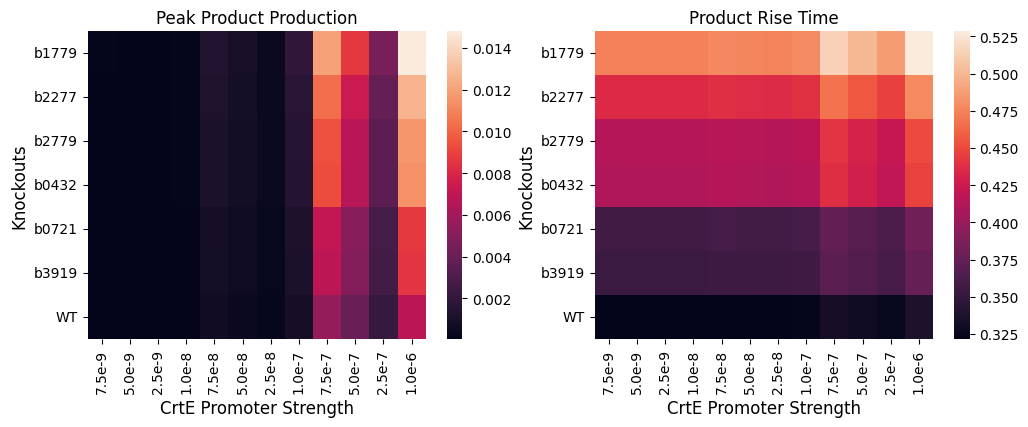 Peak Product Production
Knockouts
b1779
b2277
b2779
b0432
b0721
b3919
WT
7.5e-9
5.0e-9
2.5e-9
1.0e-8
7.5e-8
5.0e-8
2.5e-8
1.0e-7
7.5e-7
5.0e-7
2.5e-7
1.0e-6
CrtE Promoter Strength
0.014
0.012
0.010
0.008
0.006
0.004
0.002
Product Rise Time
Knockouts
b1779
b2277
b2779
b0432
b0721
b3919
WT
7.5e-9
5.0e-9
2.5e-9
1.0e-8
7.5e-8
5.0e-8
2.5e-8
1.0e-7
7.5e-7
5.0e-7
2.5e-7
1.0e-6
CrtE Promoter Strength
0.525
0.500
0.475
0.450
0.425
0.400
0.375
0.350
0.325